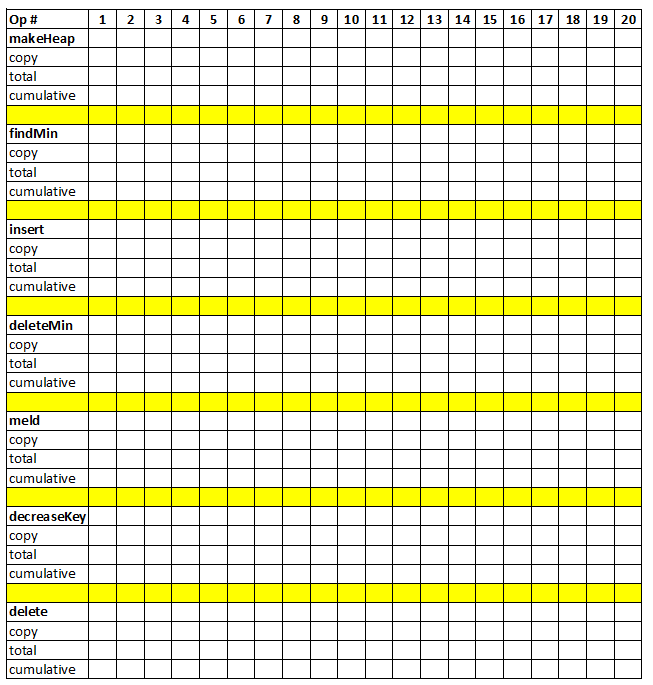 Op # 1 2 3 4 5 6 7 8 9 10 11 12 13 14 15 16 17 18 19 20
makeHeap
copy
total
cumulative
findMin
copy
total
cumulative
insert
copy
total
cumulative
deleteMin
copy
total
cumulative
meld
copy
total
cumulative
decreaseKey
copy
total
cumulative
delete
copy
total
cumulative